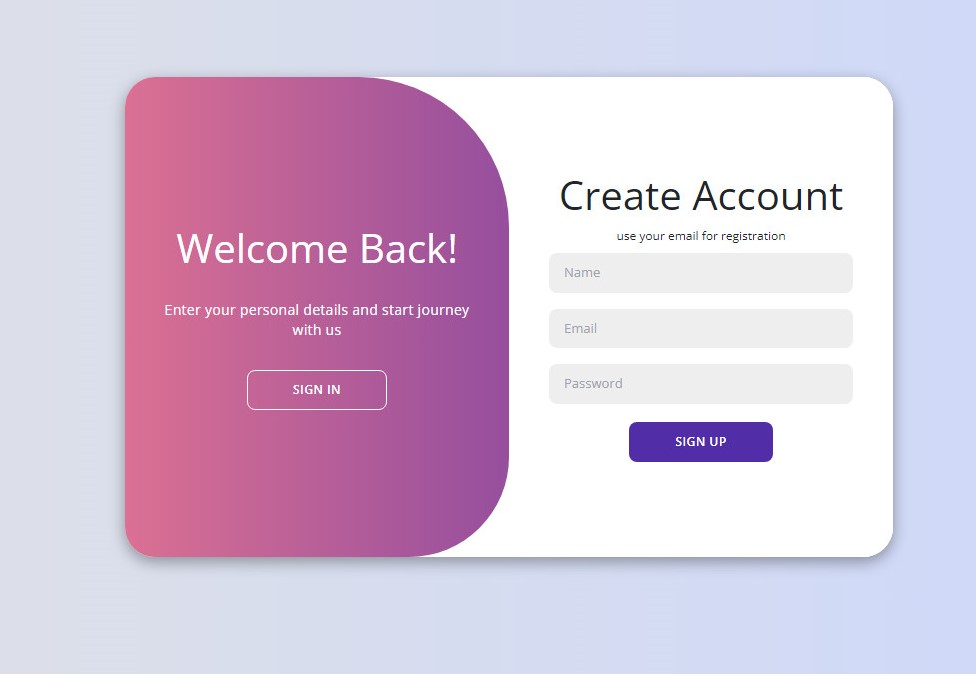 Welcome Back!
Enter your personal details and start journey
with us
SIGN IN
Create Account
use your email for registration
Name
Email
Password
SIGN UP